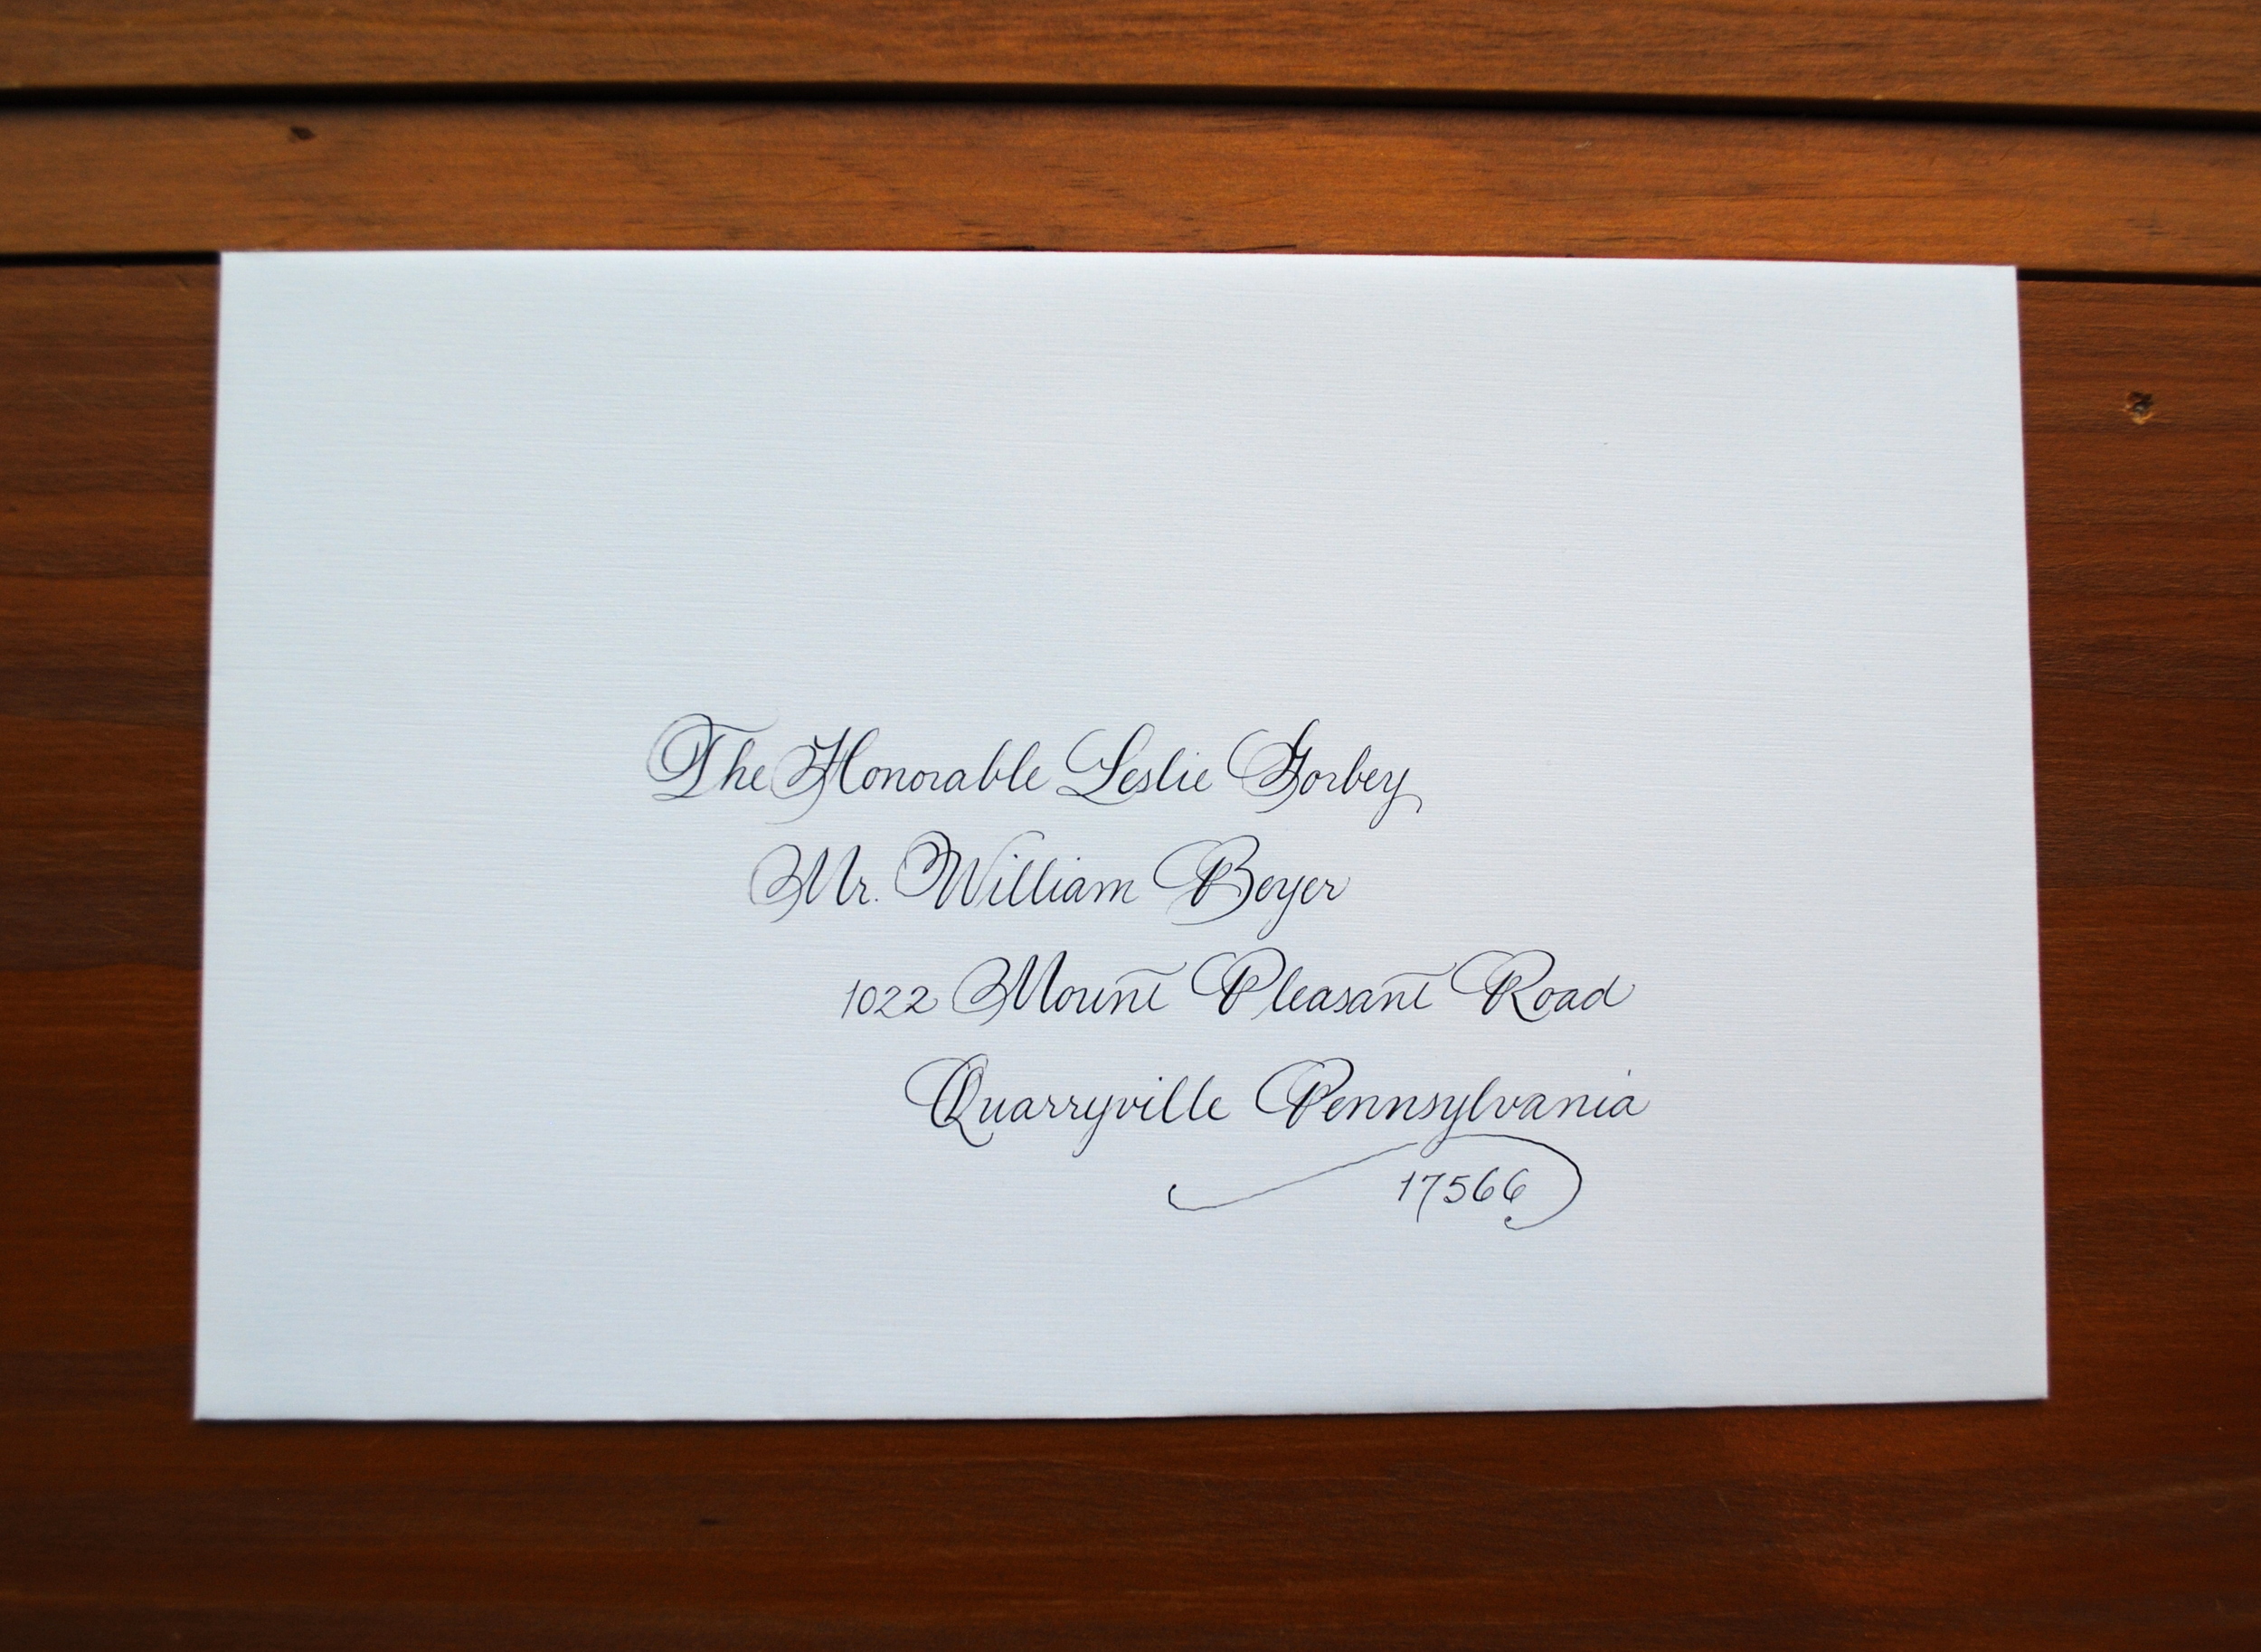 The Honorable Leslie Gorbey
Mr. William Beyer
1022 Mount Pleasant Road
Quarryville Pennsylvania
17566